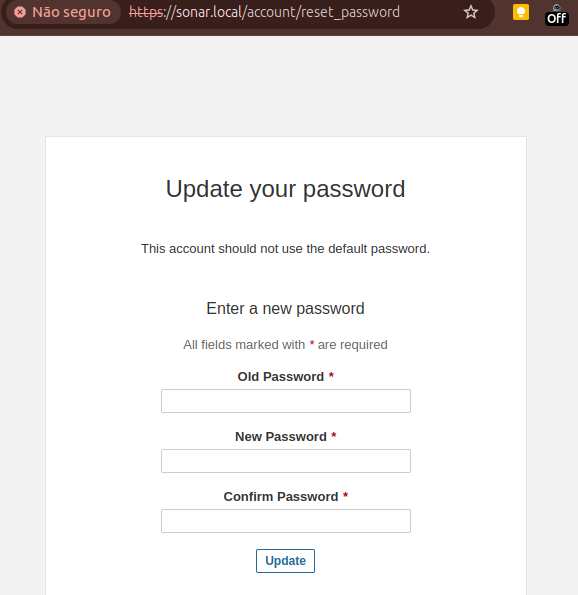 Não seguro https://sonar.local/account/reset_password
Off
Update your password
This account should not use the default password.
Enter a new password
All fields marked with * are required
Old Password *
New Password *
Confirm Password *
Update